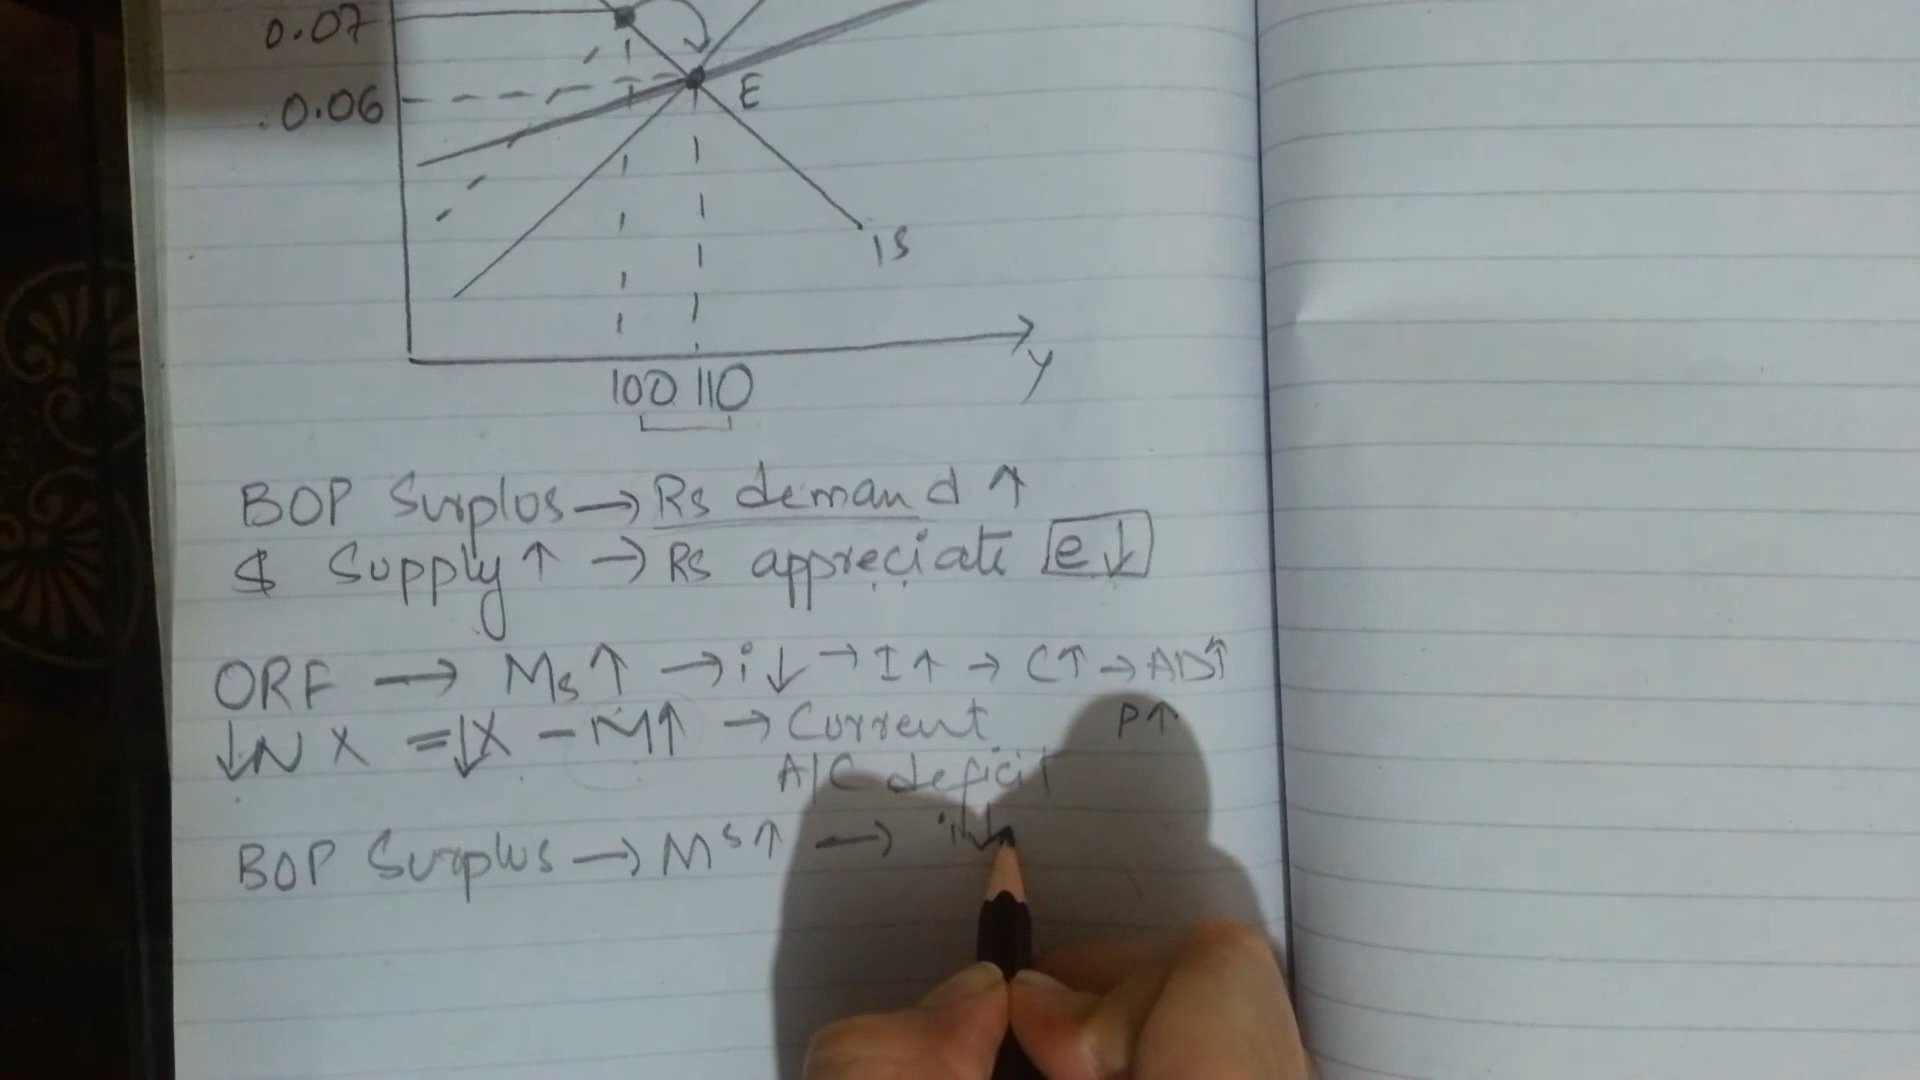 0.07
0.06
E
IS
y
100 110
BOP Surplus → Rs demand ↑
$ Supply ↑ → Rs appreciate e↓
ORF → Ms↑ → i↓ → I↑ → C↑ → AD↑
↓NX = ↓X - M↑ → Current P↑
A/C deficit
BOP Surplus → Mˢ↑ → i↓